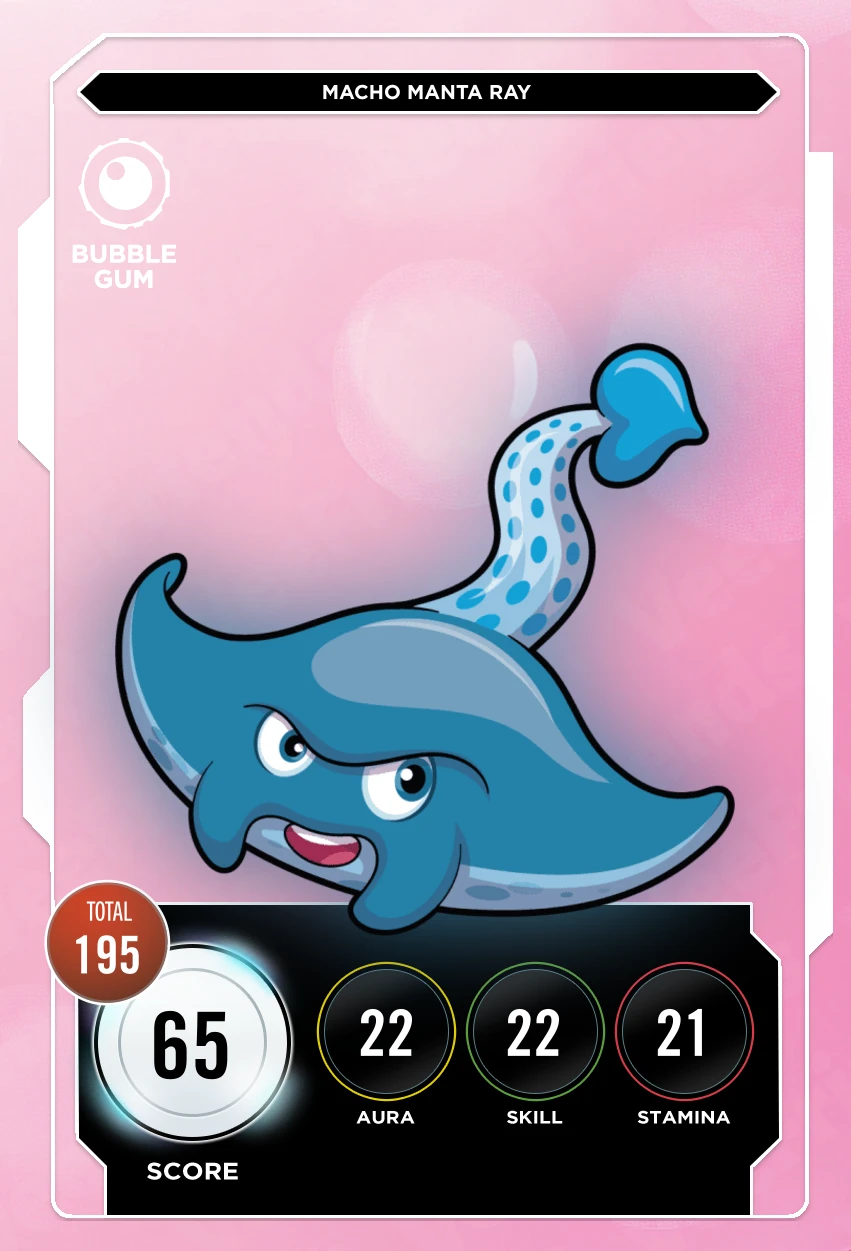 MACHO MANTA RAY
BUBBLE
GUM
TOTAL
195
65
22
22
21
AURA
SKILL
STAMINA
SCORE